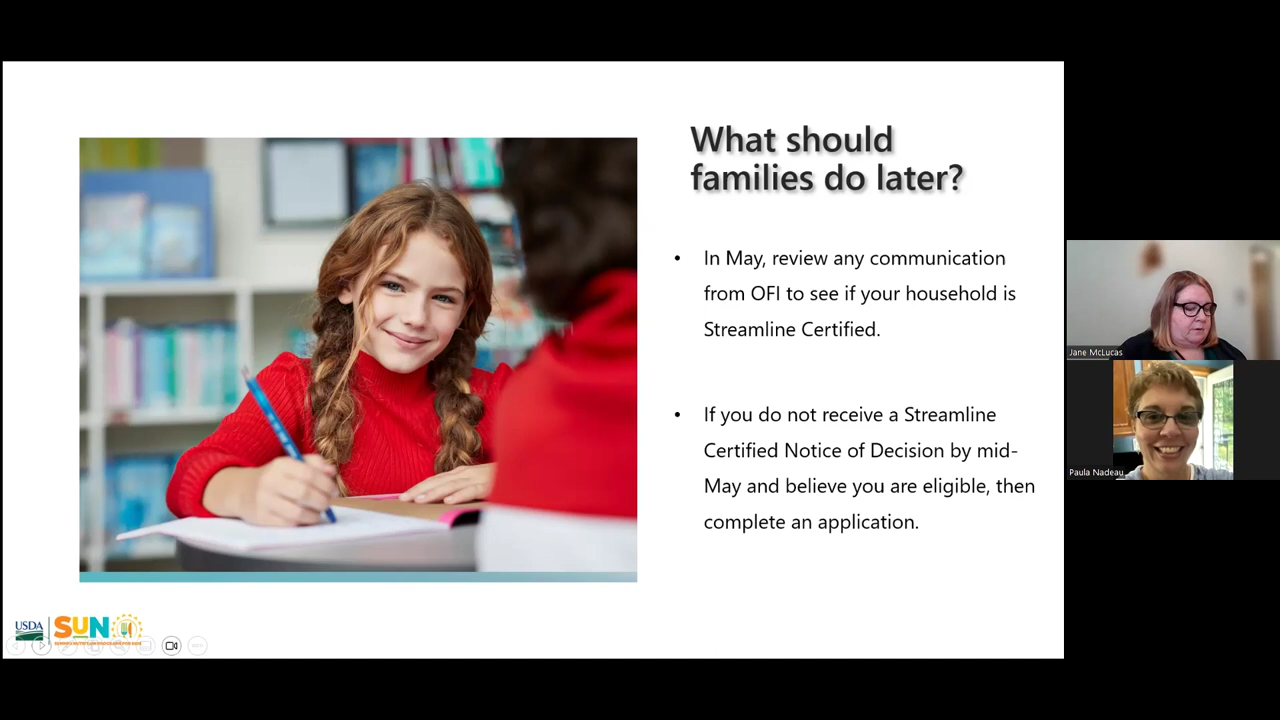 What should
families do later?
• In May, review any communication
from OFI to see if your household is
Streamline Certified.
• If you do not receive a Streamline
Certified Notice of Decision by mid-
May and believe you are eligible, then
complete an application.
Jane McLucas
Paula Nadeau
USDA
SUN